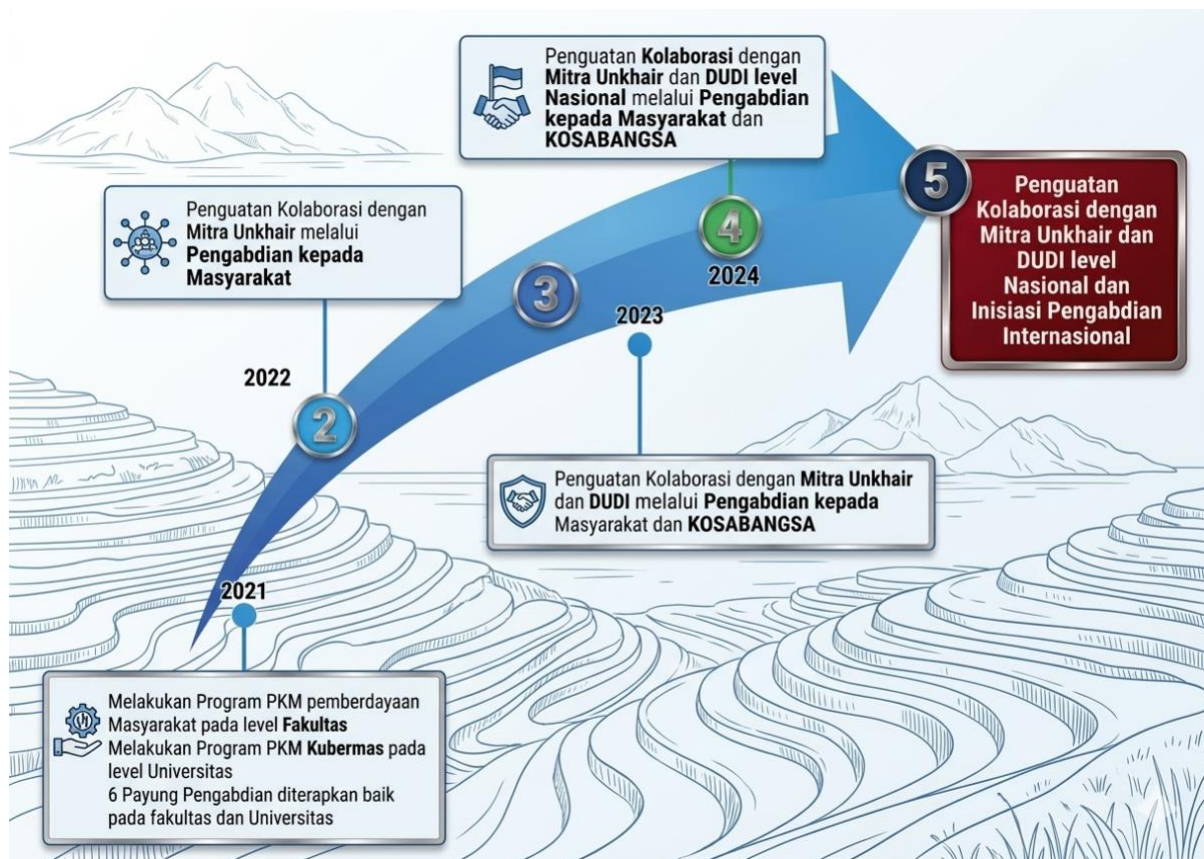 Penguatan Kolaborasi dengan
Mitra Unkhair dan DUDI level
Nasional melalui Pengabdian
kepada Masyarakat dan
KOSABANGSA
5
Penguatan
Kolaborasi dengan
Mitra Unkhair dan
DUDI level
Nasional dan
Inisiasi Pengabdian
Internasional
4
2024
Penguatan Kolaborasi dengan
Mitra Unkhair melalui
Pengabdian kepada
Masyarakat
3
2023
2022
2
Penguatan Kolaborasi dengan Mitra Unkhair
dan DUDI melalui Pengabdian kepada
Masyarakat dan KOSABANGSA
2021
Melakukan Program PKM pemberdayaan
Masyarakat pada level Fakultas
Melakukan Program PKM Kubermas pada
level Universitas
6 Payung Pengabdian diterapkan baik
pada fakultas dan Universitas